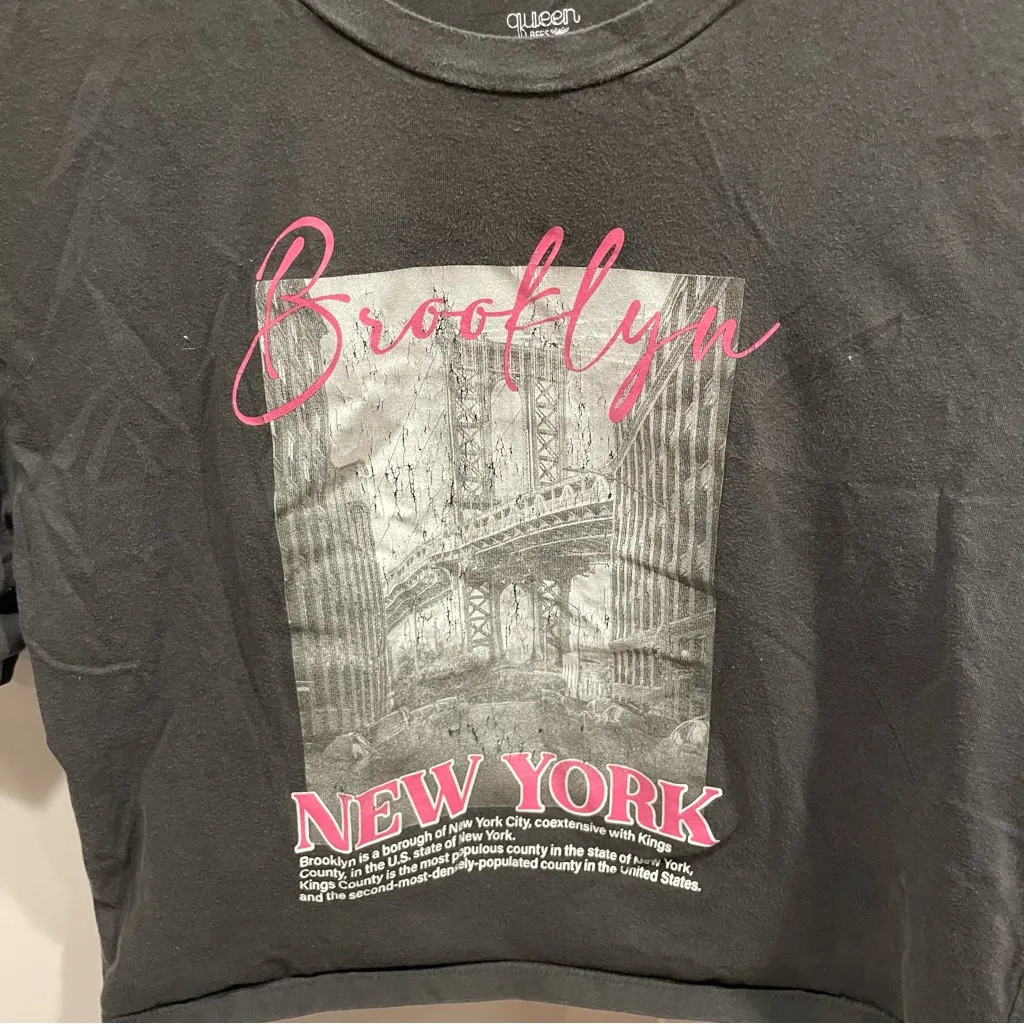 queen
BEES
Brooklyn
NEW YORK
Brooklyn is a borough of New York City, coextensive with Kings
County, in the U.S. state of New York.
Kings County is the most populous county in the state of New York,
and the second-most-densely-populated county in the United States.